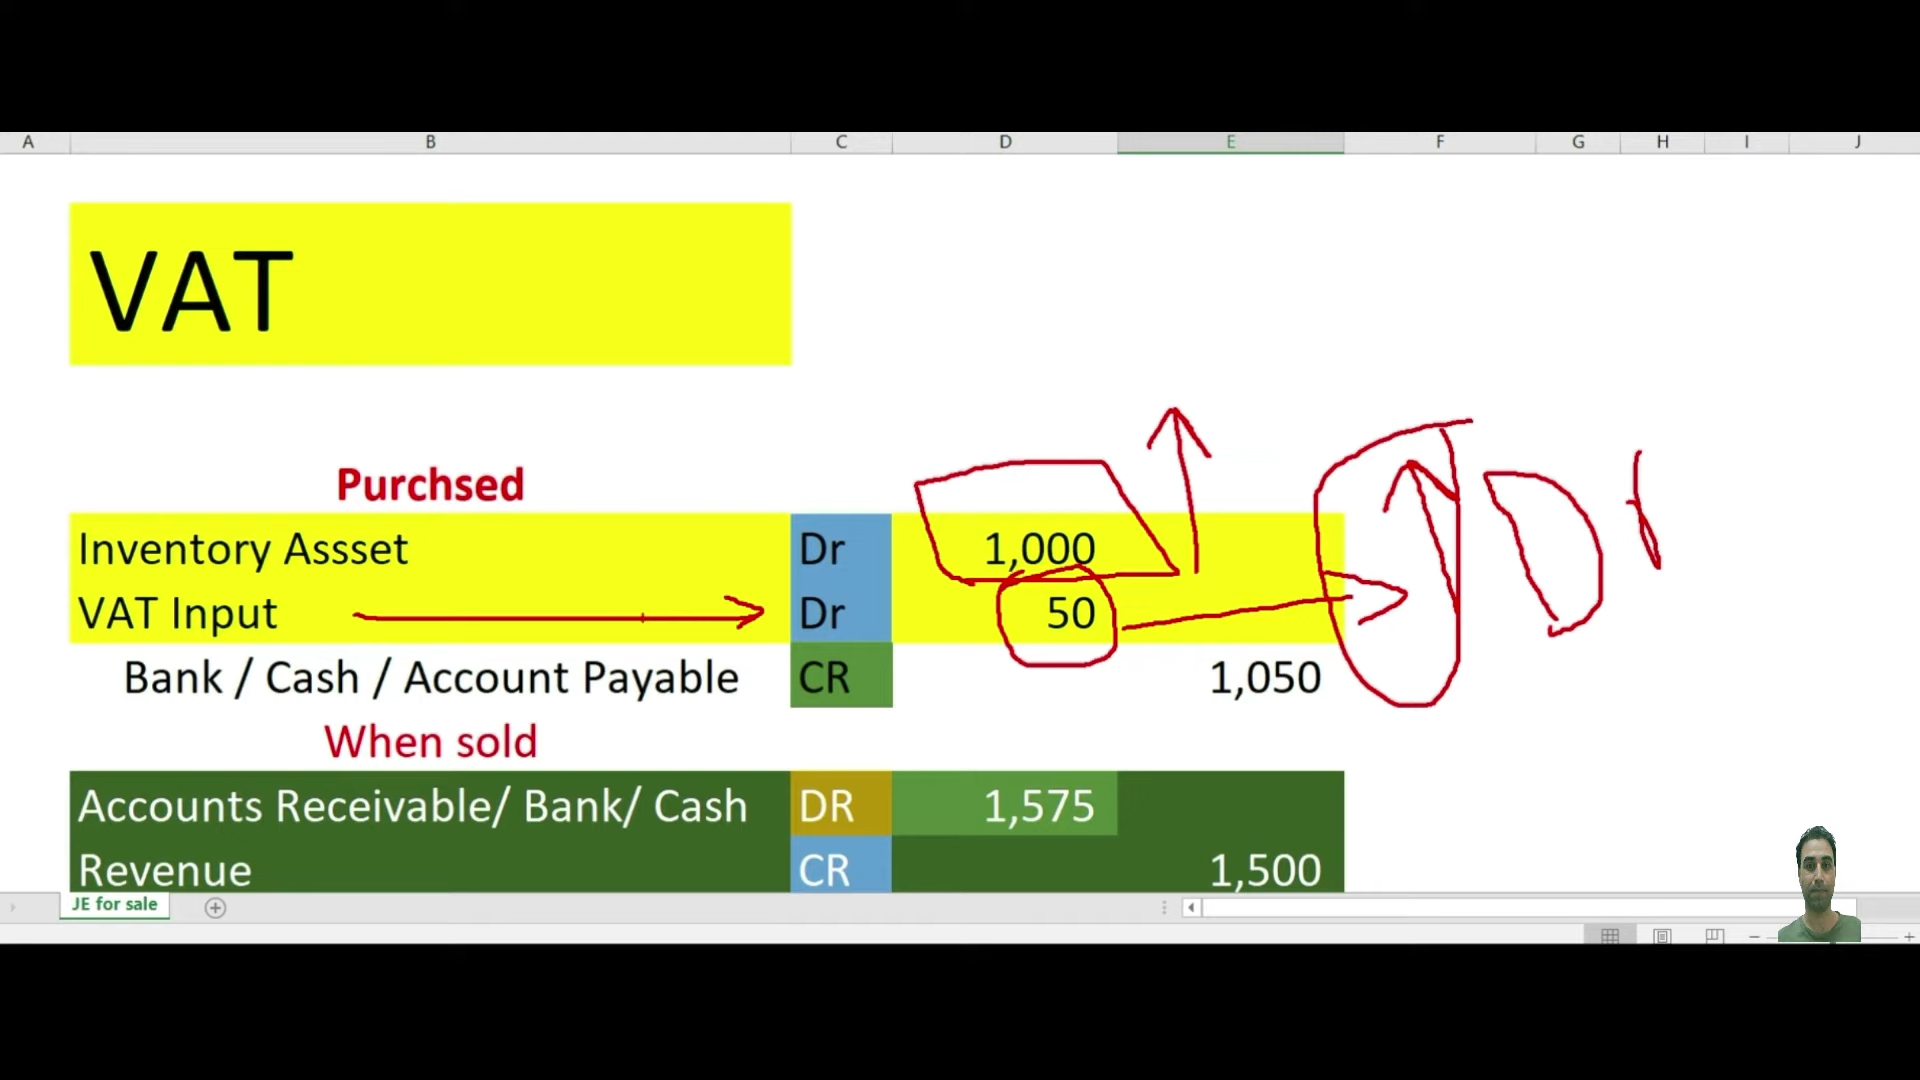 A B C D E F G H I J
VAT
Purchsed
Inventory Assset Dr 1,000
VAT Input Dr 50
Bank / Cash / Account Payable CR 1,050
When sold
Accounts Receivable/ Bank/ Cash DR 1,575
Revenue CR 1,500
JE for sale